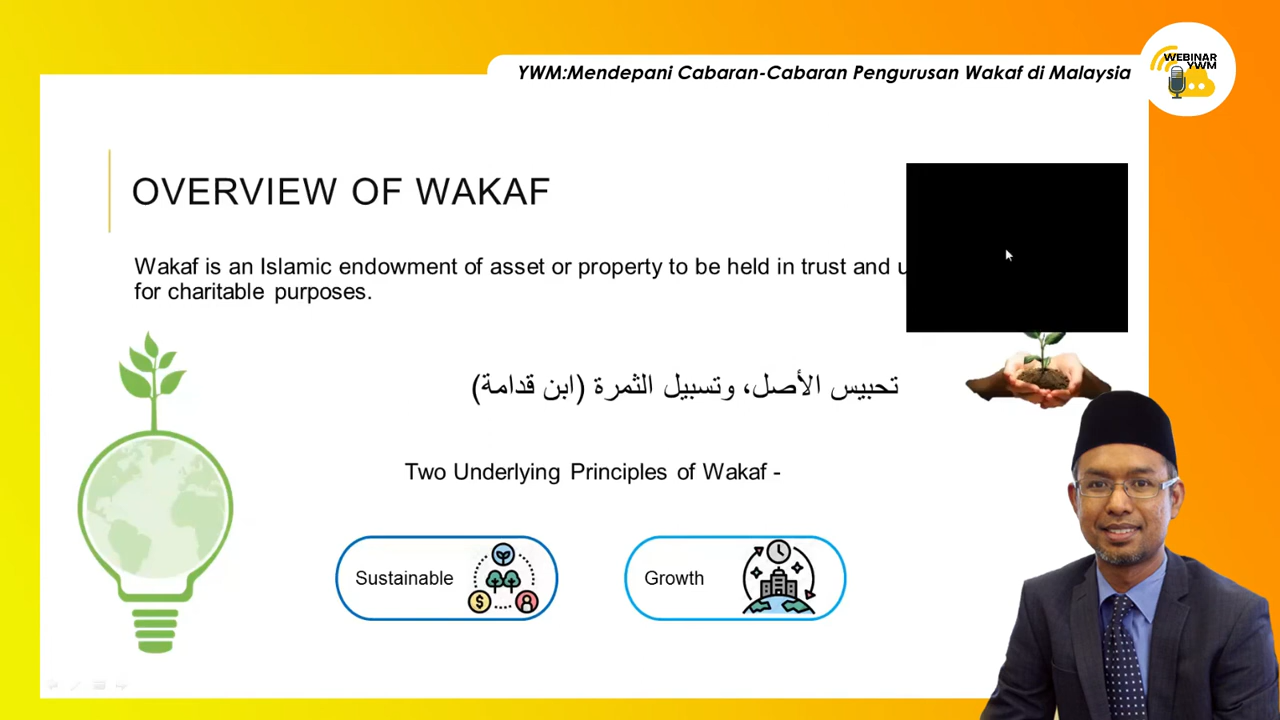 YWM:Mendepani Cabaran-Cabaran Pengurusan Wakaf di Malaysia
WEBINAR
YWM
OVERVIEW OF WAKAF
Wakaf is an Islamic endowment of asset or property to be held in trust and
for charitable purposes.
تحبيس الأصل، وتسبيل الثمرة (ابن قدامة)
Two Underlying Principles of Wakaf -
Sustainable
Growth